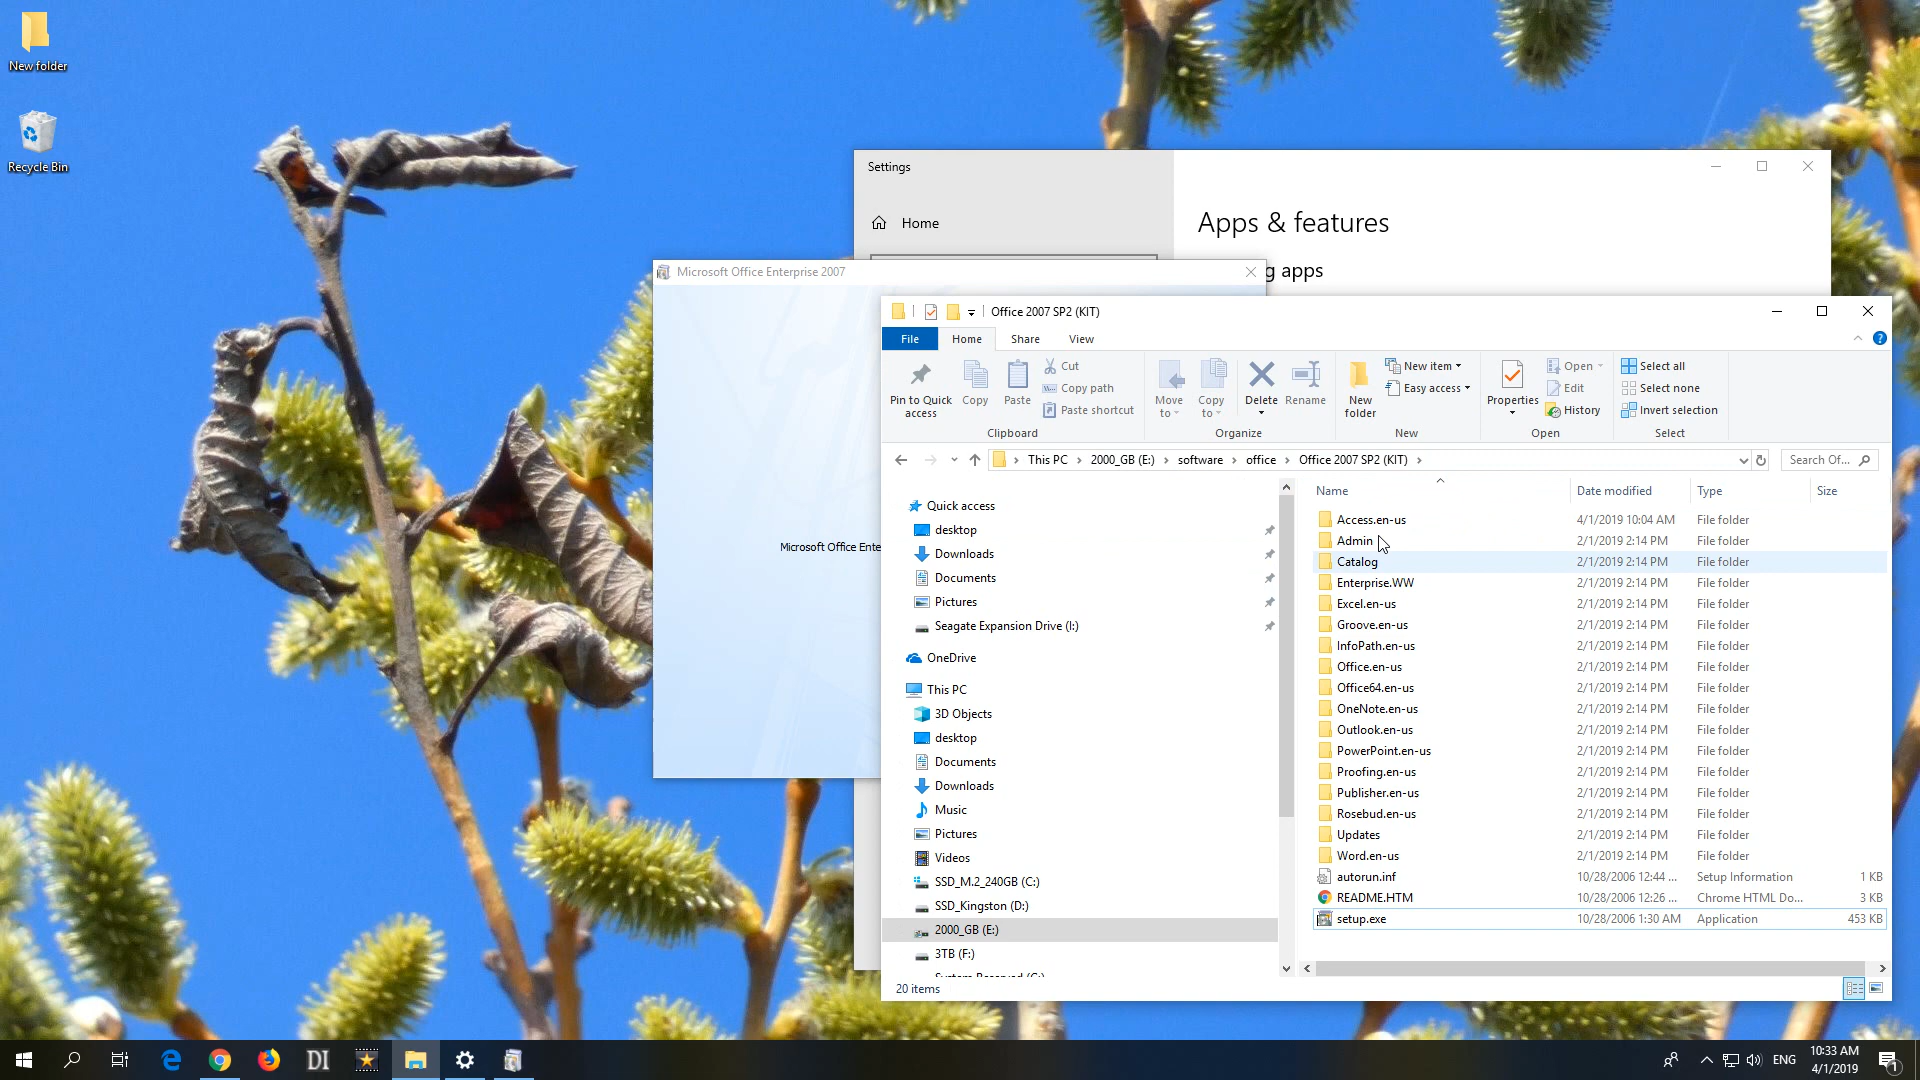 New folder
Recycle Bin
Settings
Home
Apps & features
g apps
Microsoft Office Enterprise 2007
Microsoft Office Ente
Office 2007 SP2 (KIT)
File Home Share View
Pin to Quick access
Copy
Paste
Cut
Copy path
Paste shortcut
Clipboard
Move to
Copy to
Delete
Rename
Organize
New folder
New item
Easy access
New
Properties
Open
Edit
History
Open
Select all
Select none
Invert selection
Select
This PC 2000_GB (E:) software office Office 2007 SP2 (KIT)
Search Of...
Quick access
desktop
Downloads
Documents
Pictures
Seagate Expansion Drive (I:)
OneDrive
This PC
3D Objects
desktop
Documents
Downloads
Music
Pictures
Videos
SSD_M.2_240GB (C:)
SSD_Kingston (D:)
2000_GB (E:)
3TB (F:)
System Reserved (G:)
Name Date modified Type Size
Access.en-us 4/1/2019 10:04 AM File folder
Admin 2/1/2019 2:14 PM File folder
Catalog 2/1/2019 2:14 PM File folder
Enterprise.WW 2/1/2019 2:14 PM File folder
Excel.en-us 2/1/2019 2:14 PM File folder
Groove.en-us 2/1/2019 2:14 PM File folder
InfoPath.en-us 2/1/2019 2:14 PM File folder
Office.en-us 2/1/2019 2:14 PM File folder
Office64.en-us 2/1/2019 2:14 PM File folder
OneNote.en-us 2/1/2019 2:14 PM File folder
Outlook.en-us 2/1/2019 2:14 PM File folder
PowerPoint.en-us 2/1/2019 2:14 PM File folder
Proofing.en-us 2/1/2019 2:14 PM File folder
Publisher.en-us 2/1/2019 2:14 PM File folder
Rosebud.en-us 2/1/2019 2:14 PM File folder
Updates 2/1/2019 2:14 PM File folder
Word.en-us 2/1/2019 2:14 PM File folder
autorun.inf 10/28/2006 12:44 ... Setup Information 1 KB
README.HTM 10/28/2006 12:26 ... Chrome HTML Do... 3 KB
setup.exe 10/28/2006 1:30 AM Application 453 KB
20 items
DI
ENG
10:33 AM
4/1/2019
1